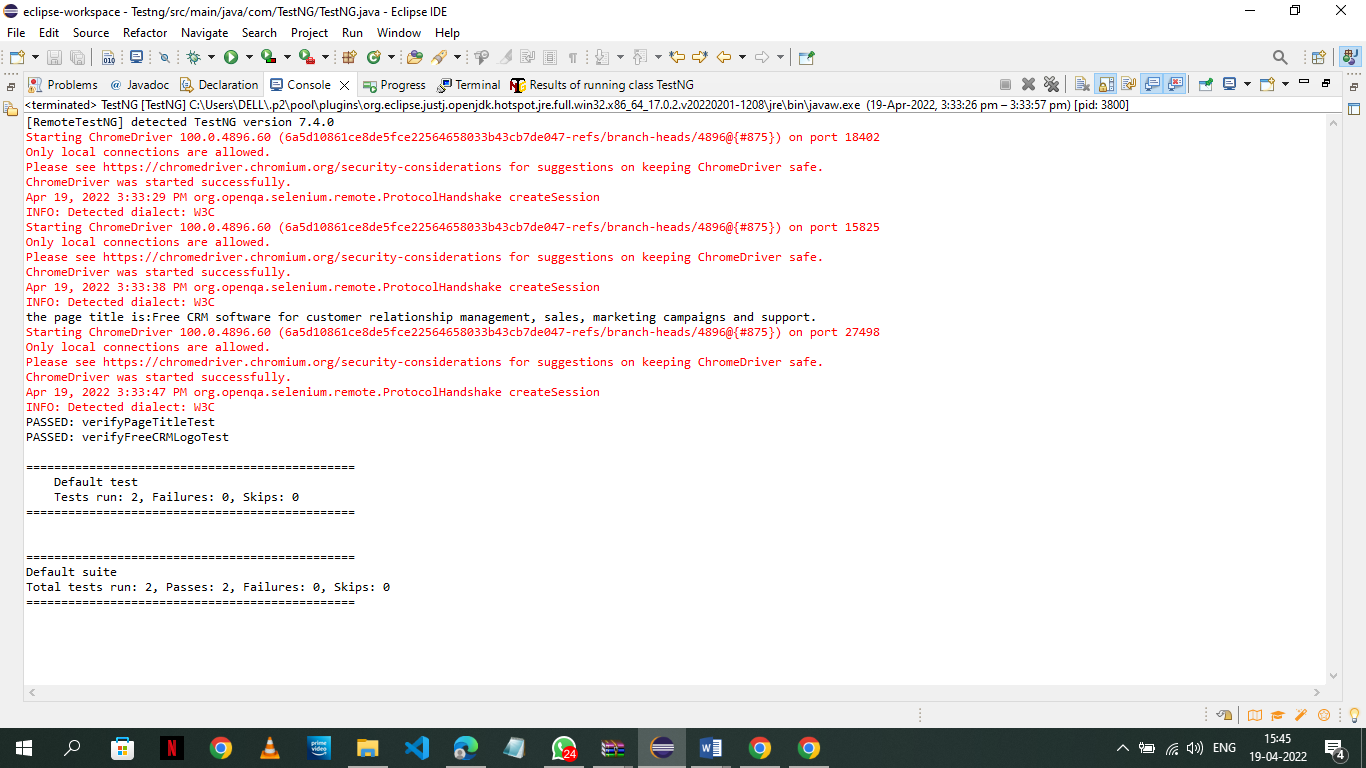 eclipse-workspace - Testng/src/main/java/com/TestNG/TestNG.java - Eclipse IDE
File Edit Source Refactor Navigate Search Project Run Window Help
Problems @ Javadoc Declaration Console Progress Terminal Results of running class TestNG
<terminated> TestNG [TestNG] C:\Users\DELL\.p2\pool\plugins\org.eclipse.justj.openjdk.hotspot.jre.full.win32.x86_64_17.0.2.v20220201-1208\jre\bin\javaw.exe (19-Apr-2022, 3:33:26 pm – 3:33:57 pm) [pid: 3800]
[RemoteTestNG] detected TestNG version 7.4.0
Starting ChromeDriver 100.0.4896.60 (6a5d10861ce8de5fce22564658033b43cb7de047-refs/branch-heads/4896@{#875}) on port 18402
Only local connections are allowed.
Please see https://chromedriver.chromium.org/security-considerations for suggestions on keeping ChromeDriver safe.
ChromeDriver was started successfully.
Apr 19, 2022 3:33:29 PM org.openqa.selenium.remote.ProtocolHandshake createSession
INFO: Detected dialect: W3C
Starting ChromeDriver 100.0.4896.60 (6a5d10861ce8de5fce22564658033b43cb7de047-refs/branch-heads/4896@{#875}) on port 15825
Only local connections are allowed.
Please see https://chromedriver.chromium.org/security-considerations for suggestions on keeping ChromeDriver safe.
ChromeDriver was started successfully.
Apr 19, 2022 3:33:38 PM org.openqa.selenium.remote.ProtocolHandshake createSession
INFO: Detected dialect: W3C
the page title is:Free CRM software for customer relationship management, sales, marketing campaigns and support.
Starting ChromeDriver 100.0.4896.60 (6a5d10861ce8de5fce22564658033b43cb7de047-refs/branch-heads/4896@{#875}) on port 27498
Only local connections are allowed.
Please see https://chromedriver.chromium.org/security-considerations for suggestions on keeping ChromeDriver safe.
ChromeDriver was started successfully.
Apr 19, 2022 3:33:47 PM org.openqa.selenium.remote.ProtocolHandshake createSession
INFO: Detected dialect: W3C
PASSED: verifyPageTitleTest
PASSED: verifyFreeCRMLogoTest
===============================================
Default test
Tests run: 2, Failures: 0, Skips: 0
===============================================
===============================================
Default suite
Total tests run: 2, Passes: 2, Failures: 0, Skips: 0
===============================================
prime video
24
ENG
15:45
19-04-2022
4